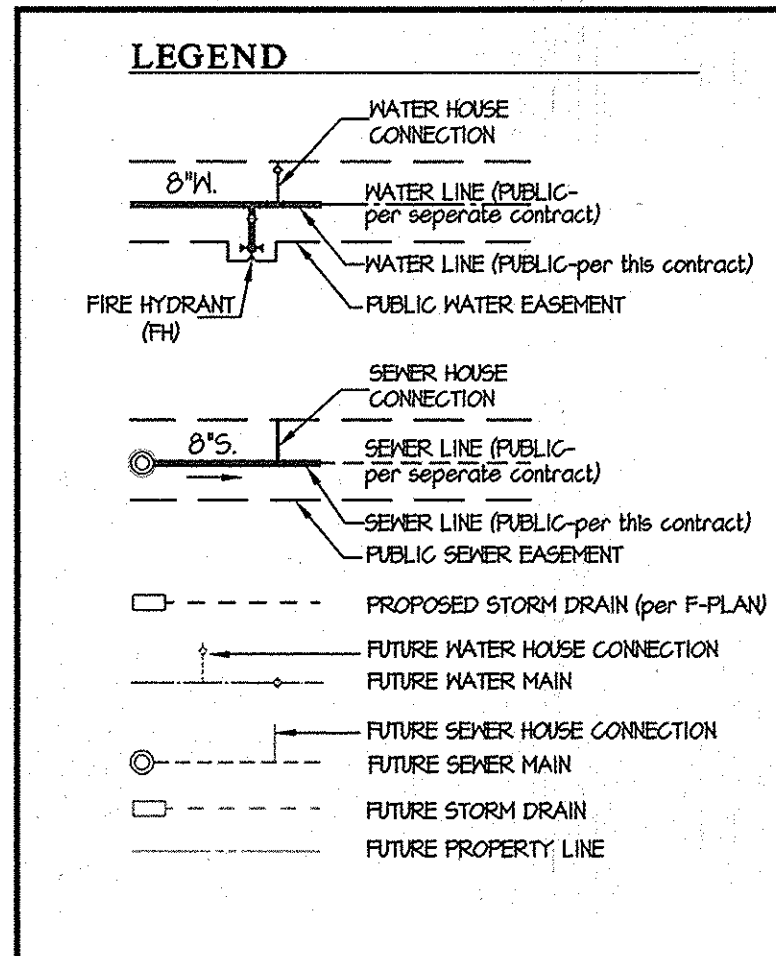 LEGEND
WATER HOUSE
CONNECTION
8"W.
WATER LINE (PUBLIC-
per seperate contract)
WATER LINE (PUBLIC-per this contract)
FIRE HYDRANT
(FH)
PUBLIC WATER EASEMENT
SEWER HOUSE
CONNECTION
8"S.
SEWER LINE (PUBLIC-
per seperate contract)
SEWER LINE (PUBLIC-per this contract)
PUBLIC SEWER EASEMENT
PROPOSED STORM DRAIN (per F-PLAN)
FUTURE WATER HOUSE CONNECTION
FUTURE WATER MAIN
FUTURE SEWER HOUSE CONNECTION
FUTURE SEWER MAIN
FUTURE STORM DRAIN
FUTURE PROPERTY LINE